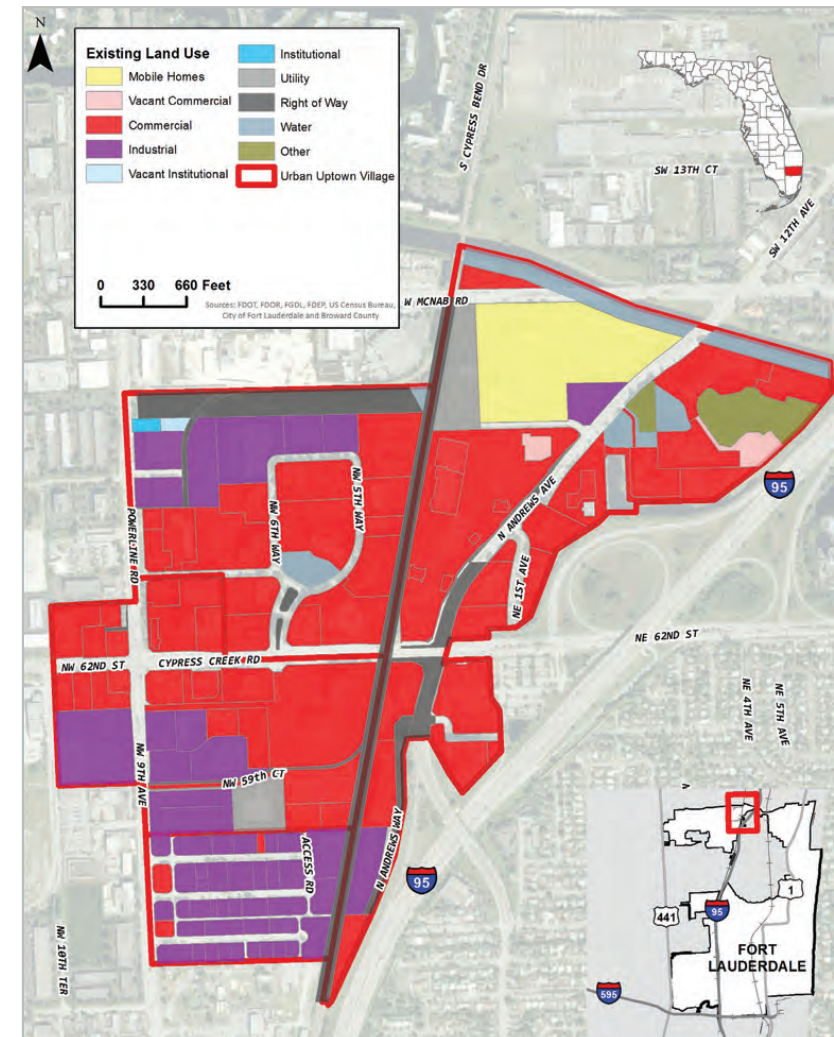 N
Existing Land Use
Mobile Homes
Vacant Commercial
Commercial
Industrial
Vacant Institutional
Institutional
Utility
Right of Way
Water
Other
Urban Uptown Village
0 330 660 Feet
Sources: FDOT, FDOR, FGDL, FDEP, US Census Bureau,
City of Fort Lauderdale and Broward County
S CYPRESS BEND DR
SW 13TH CT
SW 12TH AVE
W MCNAB RD
95
NW 5TH WAY
NW 6TH WAY
N ANDREWS AVE
POWERLINE RD
NE 1ST AVE
NE 62ND ST
NW 62ND ST
CYPRESS CREEK RD
NE 4TH AVE
NE 5TH AVE
NW 9TH AVE
NW 59th CT
ACCESS RD
N ANDREWS WAY
95
NW 10TH TER
1
441
95
FORT
LAUDERDALE
595